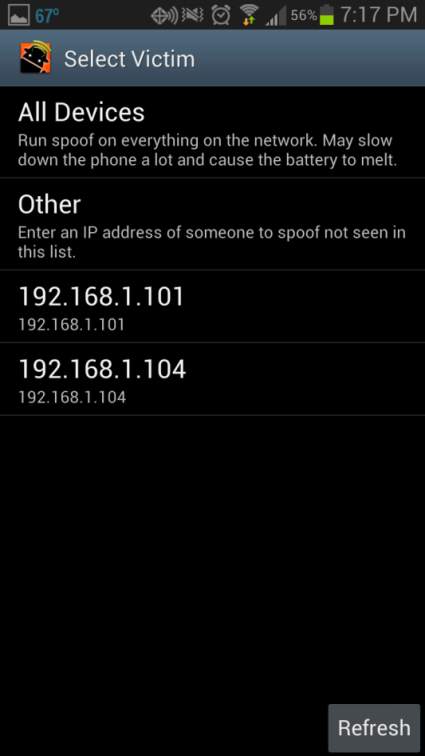 67° 56% 7:17 PM
Select Victim
All Devices
Run spoof on everything on the network. May slow
down the phone a lot and cause the battery to melt.
Other
Enter an IP address of someone to spoof not seen in
this list.
192.168.1.101
192.168.1.101
192.168.1.104
192.168.1.104
Refresh